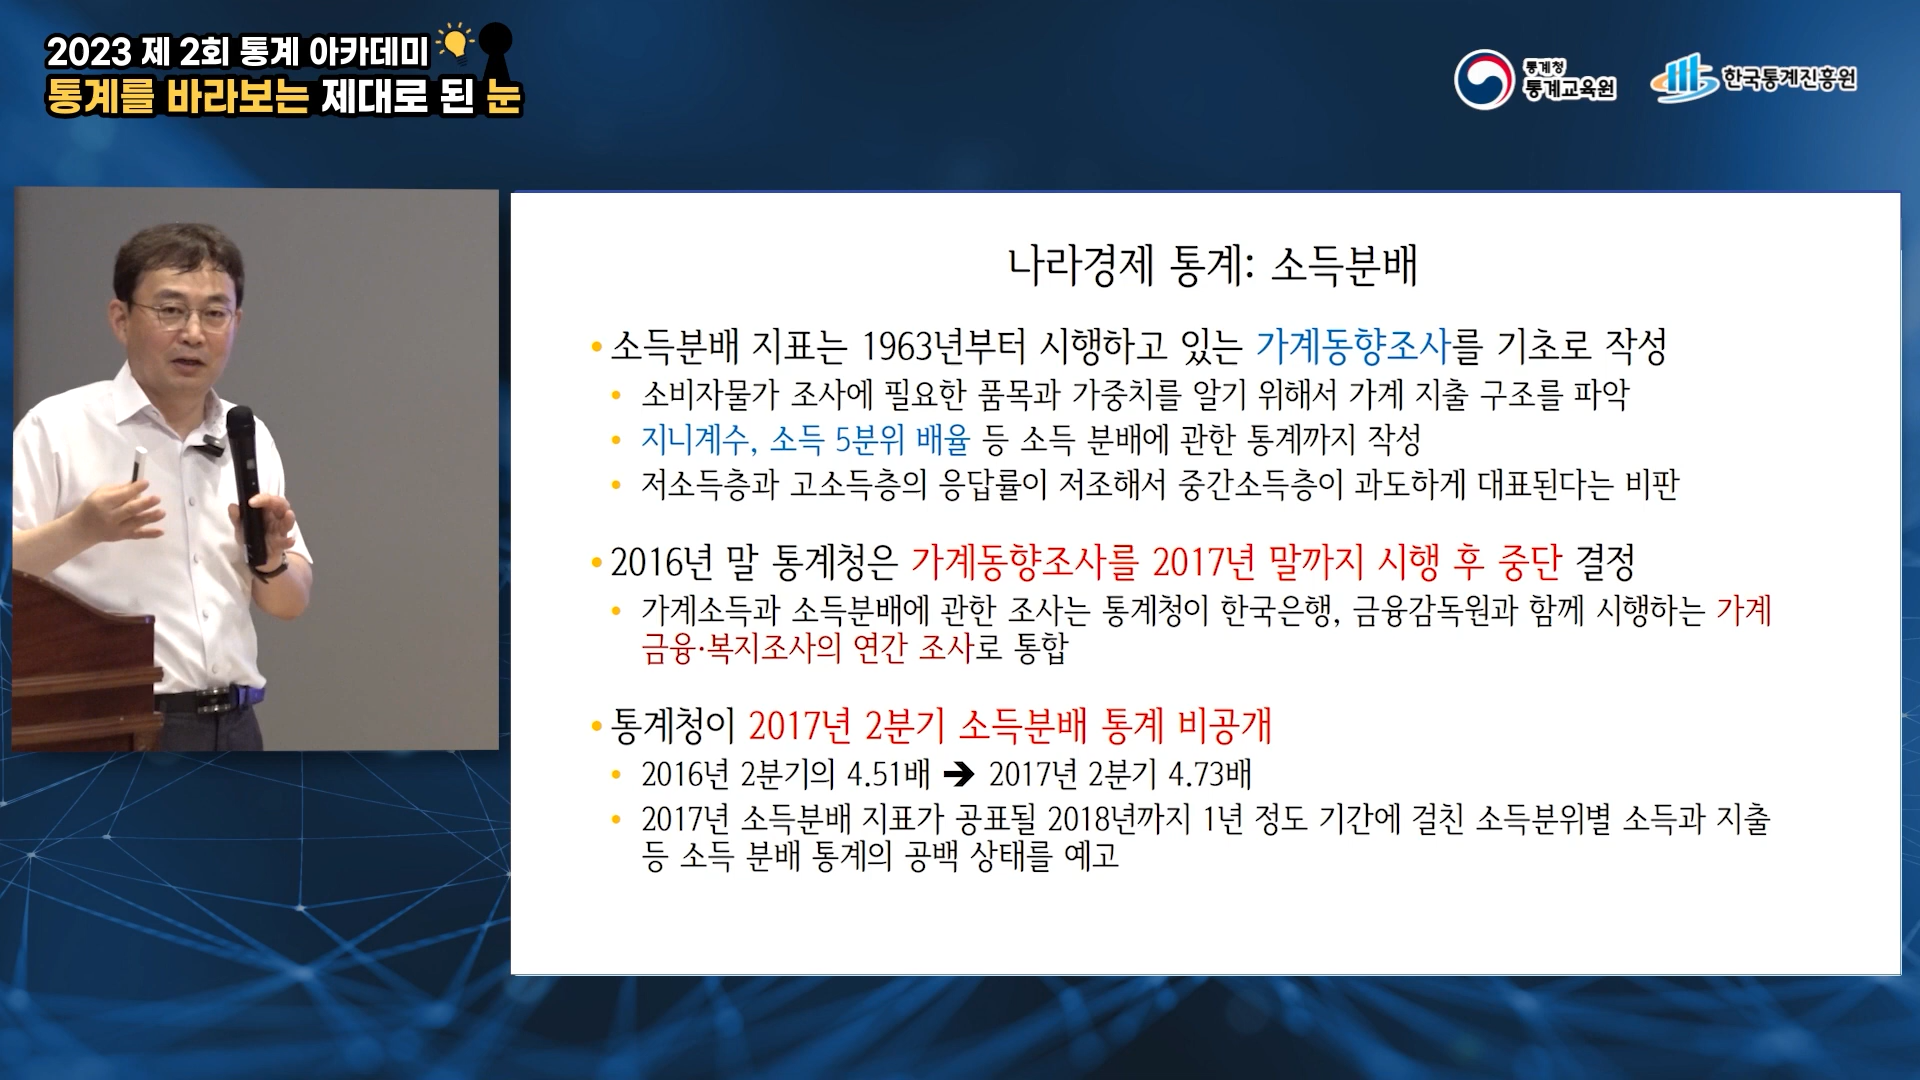 2023 제 2회 통계 아카데미
통계를 바라보는 제대로 된 눈
통계청
통계교육원
한국통계진흥원
나라경제 통계: 소득분배
•소득분배 지표는 1963년부터 시행하고 있는 가계동향조사를 기초로 작성
• 소비자물가 조사에 필요한 품목과 가중치를 알기 위해서 가계 지출 구조를 파악
• 지니계수, 소득 5분위 배율 등 소득 분배에 관한 통계까지 작성
• 저소득층과 고소득층의 응답률이 저조해서 중간소득층이 과도하게 대표된다는 비판
•2016년 말 통계청은 가계동향조사를 2017년 말까지 시행 후 중단 결정
• 가계소득과 소득분배에 관한 조사는 통계청이 한국은행, 금융감독원과 함께 시행하는 가계
금융·복지조사의 연간 조사로 통합
•통계청이 2017년 2분기 소득분배 통계 비공개
• 2016년 2분기의 4.51배 ➔ 2017년 2분기 4.73배
• 2017년 소득분배 지표가 공표될 2018년까지 1년 정도 기간에 걸친 소득분위별 소득과 지출
등 소득 분배 통계의 공백 상태를 예고